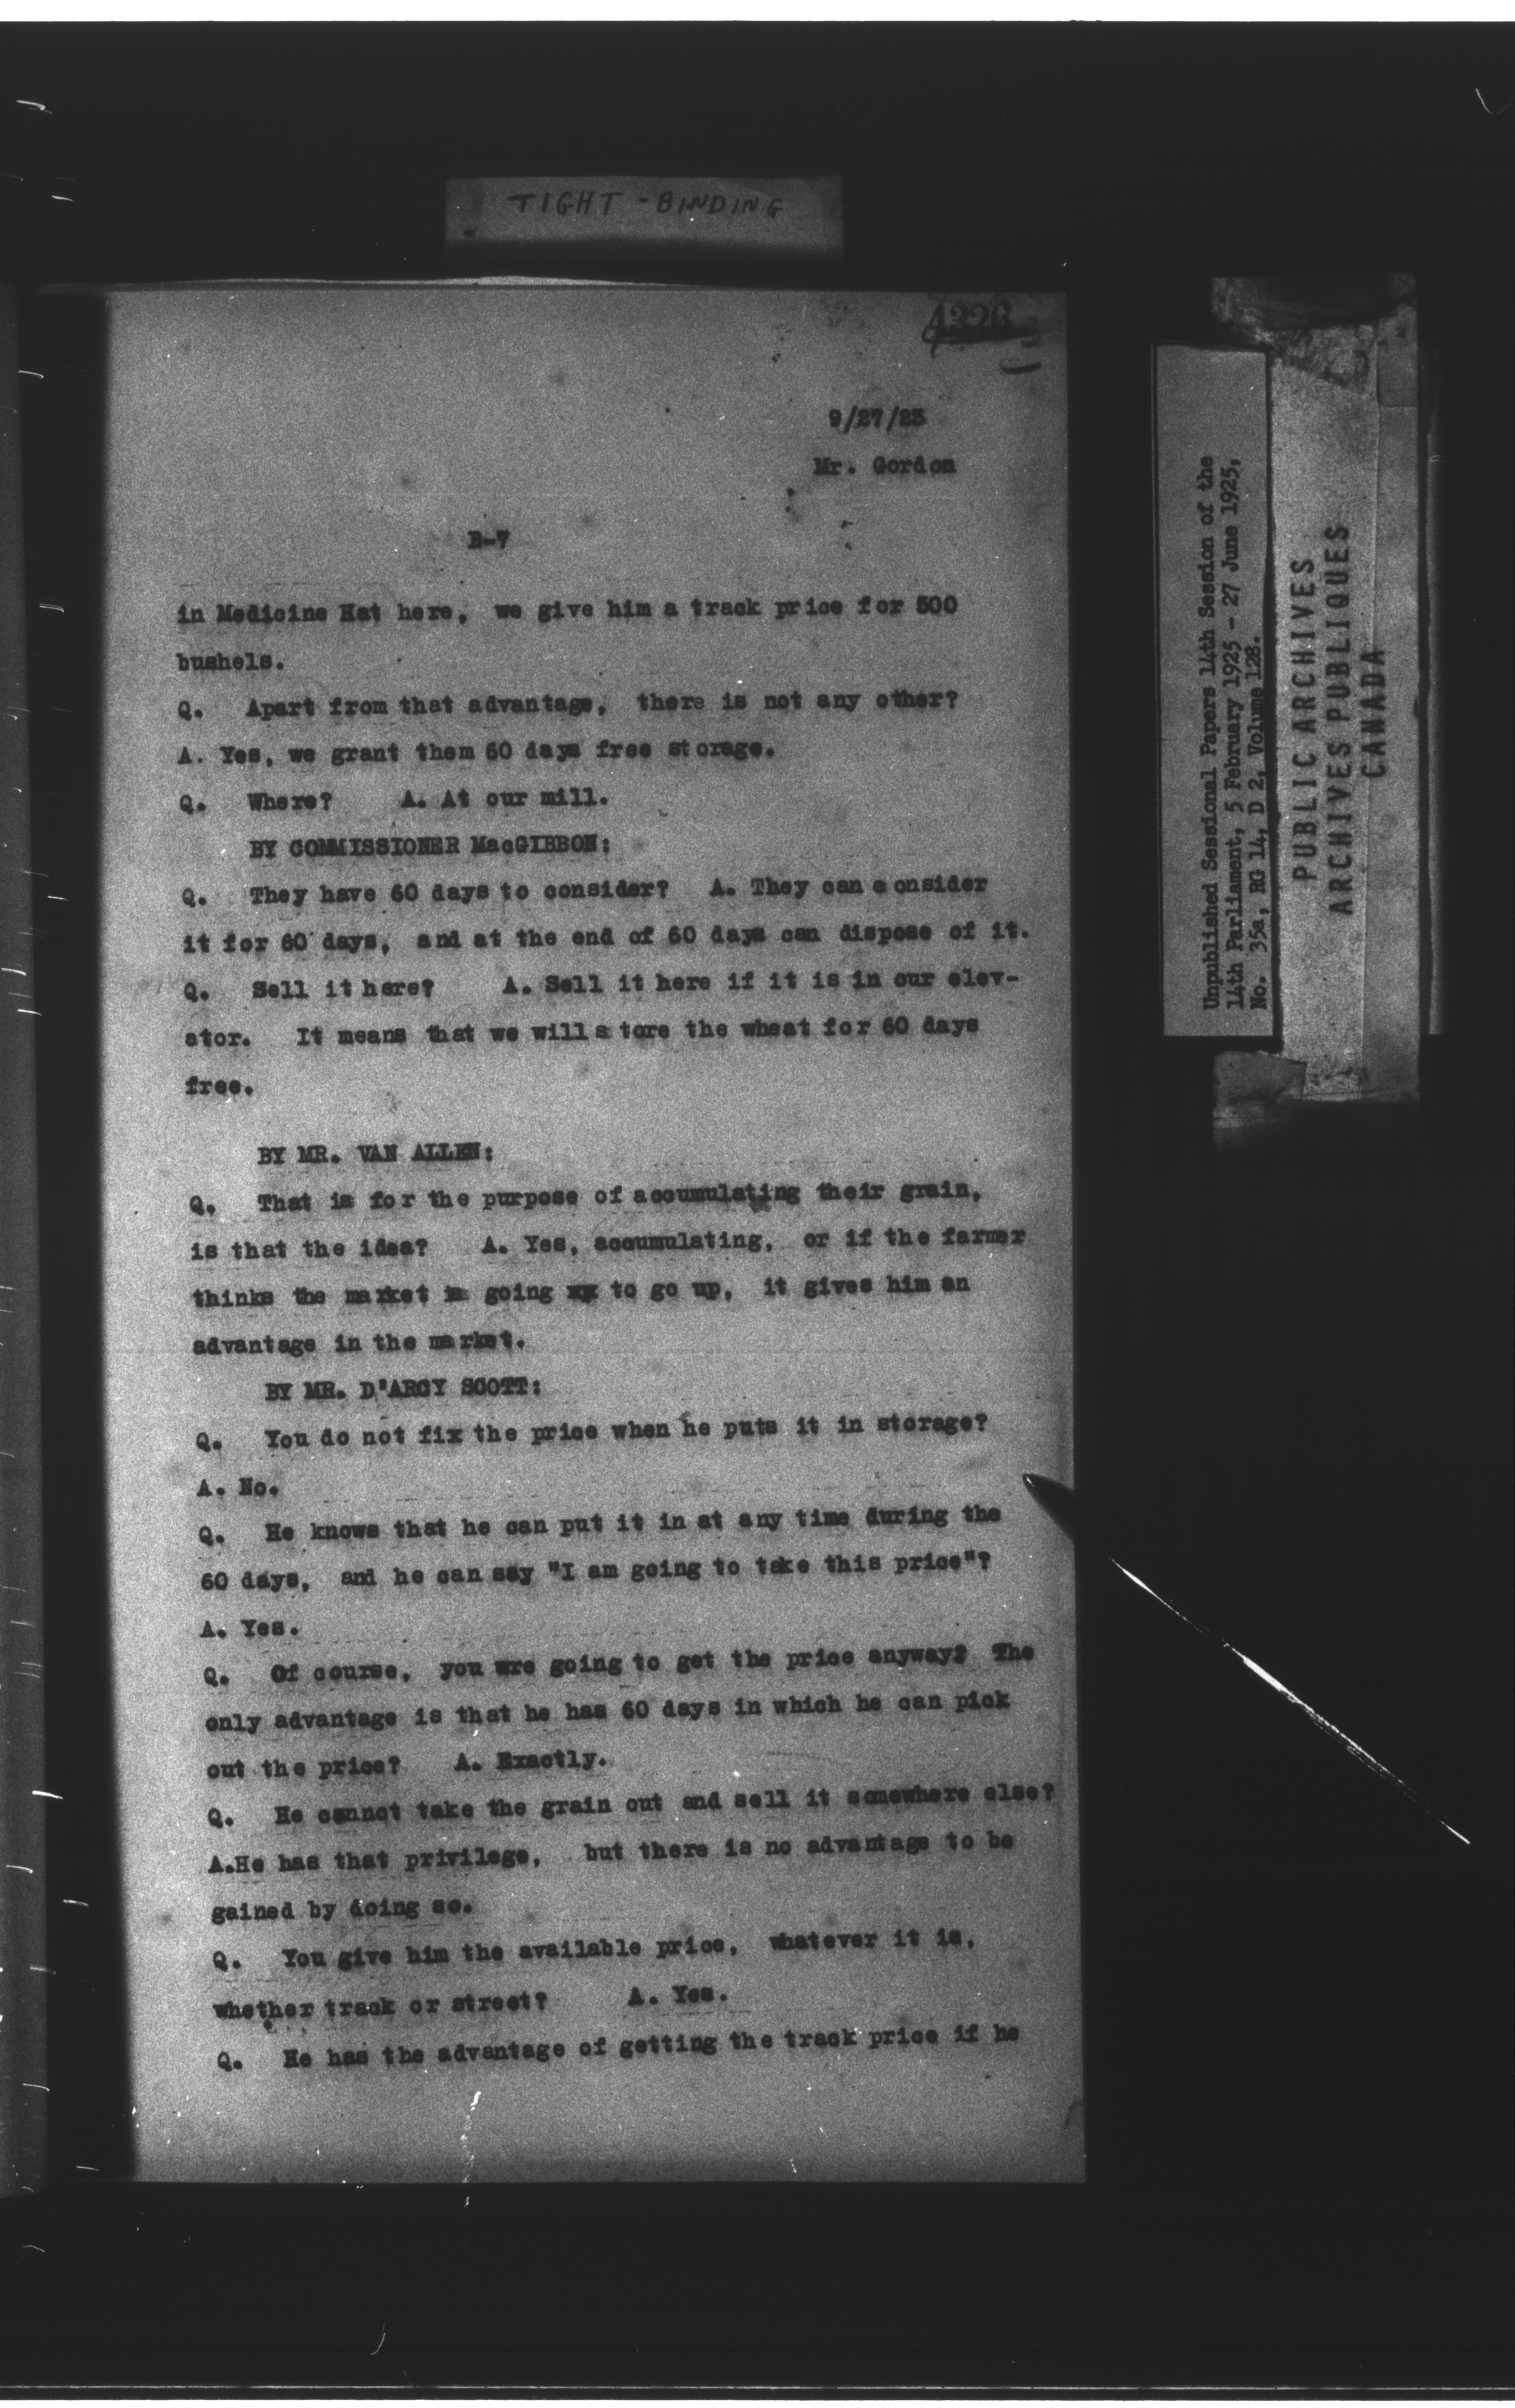 TIGHT-BINDING
9/27/23
Mr. Gordon
B-7
in Medicine Hat here, we give him a track price for 500
bushels.
Q. Apart from that advantage, there is not any other?
A. Yes, we grant them 60 days free storage.
Q. Where? A. At our mill.
BY COMMISSIONER MacGIBBON:
Q. They have 60 days to consider? A. They can consider
it for 60 days, and at the end of 60 days can dispose of it.
Q. Sell it here? A. Sell it here if it is in our elev-
ator. It means that we will store the wheat for 60 days
free.
BY MR. VAN ALLEN:
Q. That is for the purpose of accumulating their grain,
is that the idea? A. Yes, accumulating, or if the farmer
thinks the market is going xx to go up, it gives him an
advantage in the market.
BY MR. D'ARCY SCOTT:
Q. You do not fix the price when he puts it in storage?
A. No.
Q. He knows that he can put it in at any time during the
60 days, and he can say "I am going to take this price"?
A. Yes.
Q. Of course, you are going to get the price anyway? The
only advantage is that he has 60 days in which he can pick
out the price? A. Exactly.
Q. He cannot take the grain out and sell it somewhere else?
A.He has that privilege, but there is no advantage to be
gained by doing so.
Q. You give him the available price, whatever it is,
whether track or street? A. Yes.
Q. He has the advantage of getting the track price if he
Unpublished Sessional Papers 14th Session of the
14th Parliament, 5 February 1925 - 27 June 1925,
No. 35a, RG 14, D 2, Volume 128.
PUBLIC ARCHIVES
ARCHIVES PUBLIQUES
CANADA